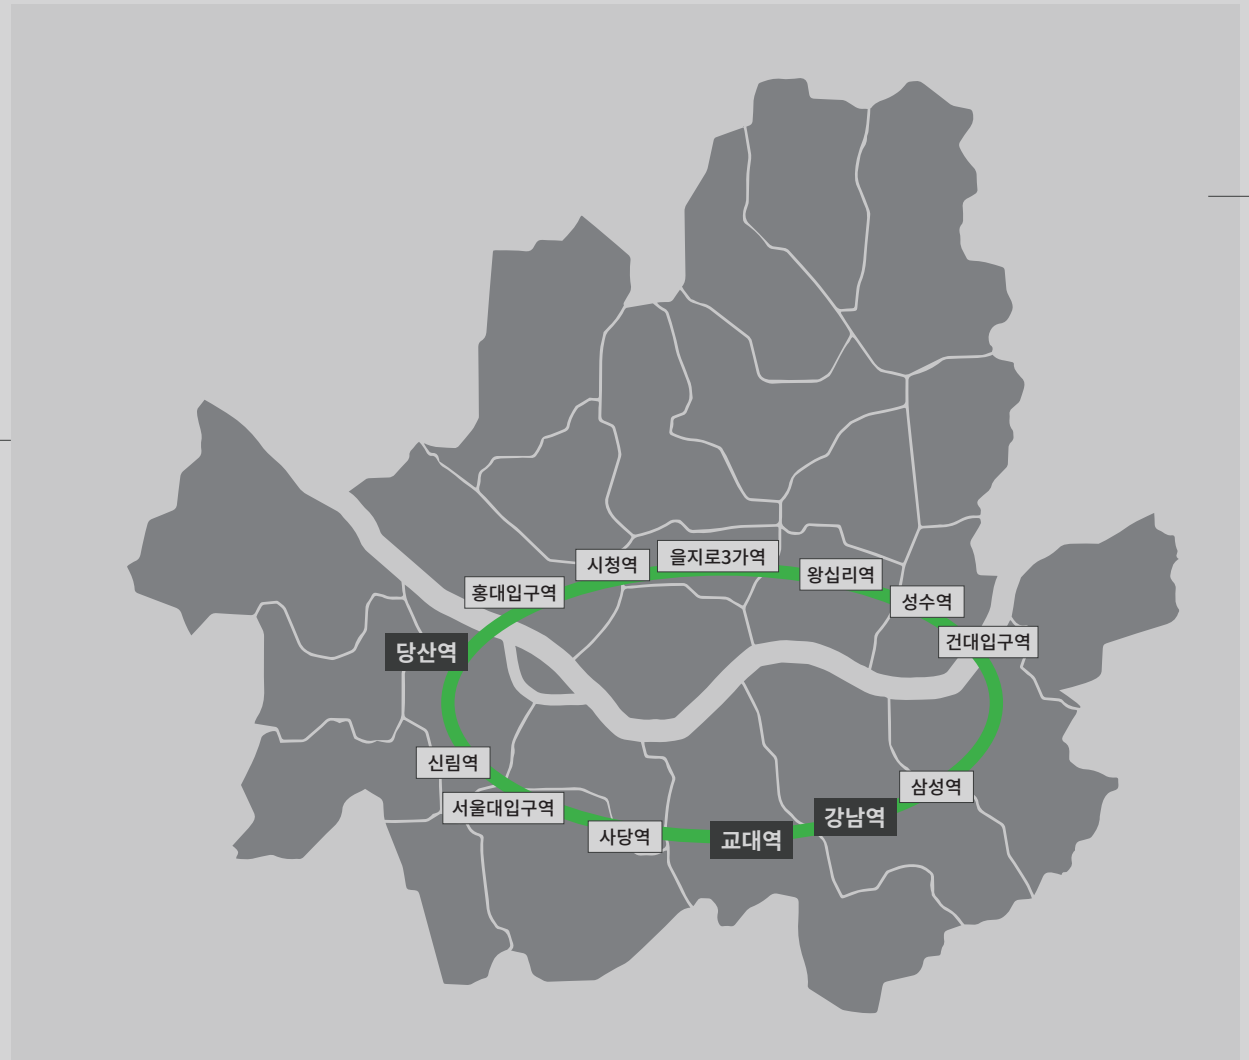 을지로3가역
시청역
왕십리역
홍대입구역
성수역
건대입구역
당산역
신림역
삼성역
서울대입구역
강남역
사당역
교대역